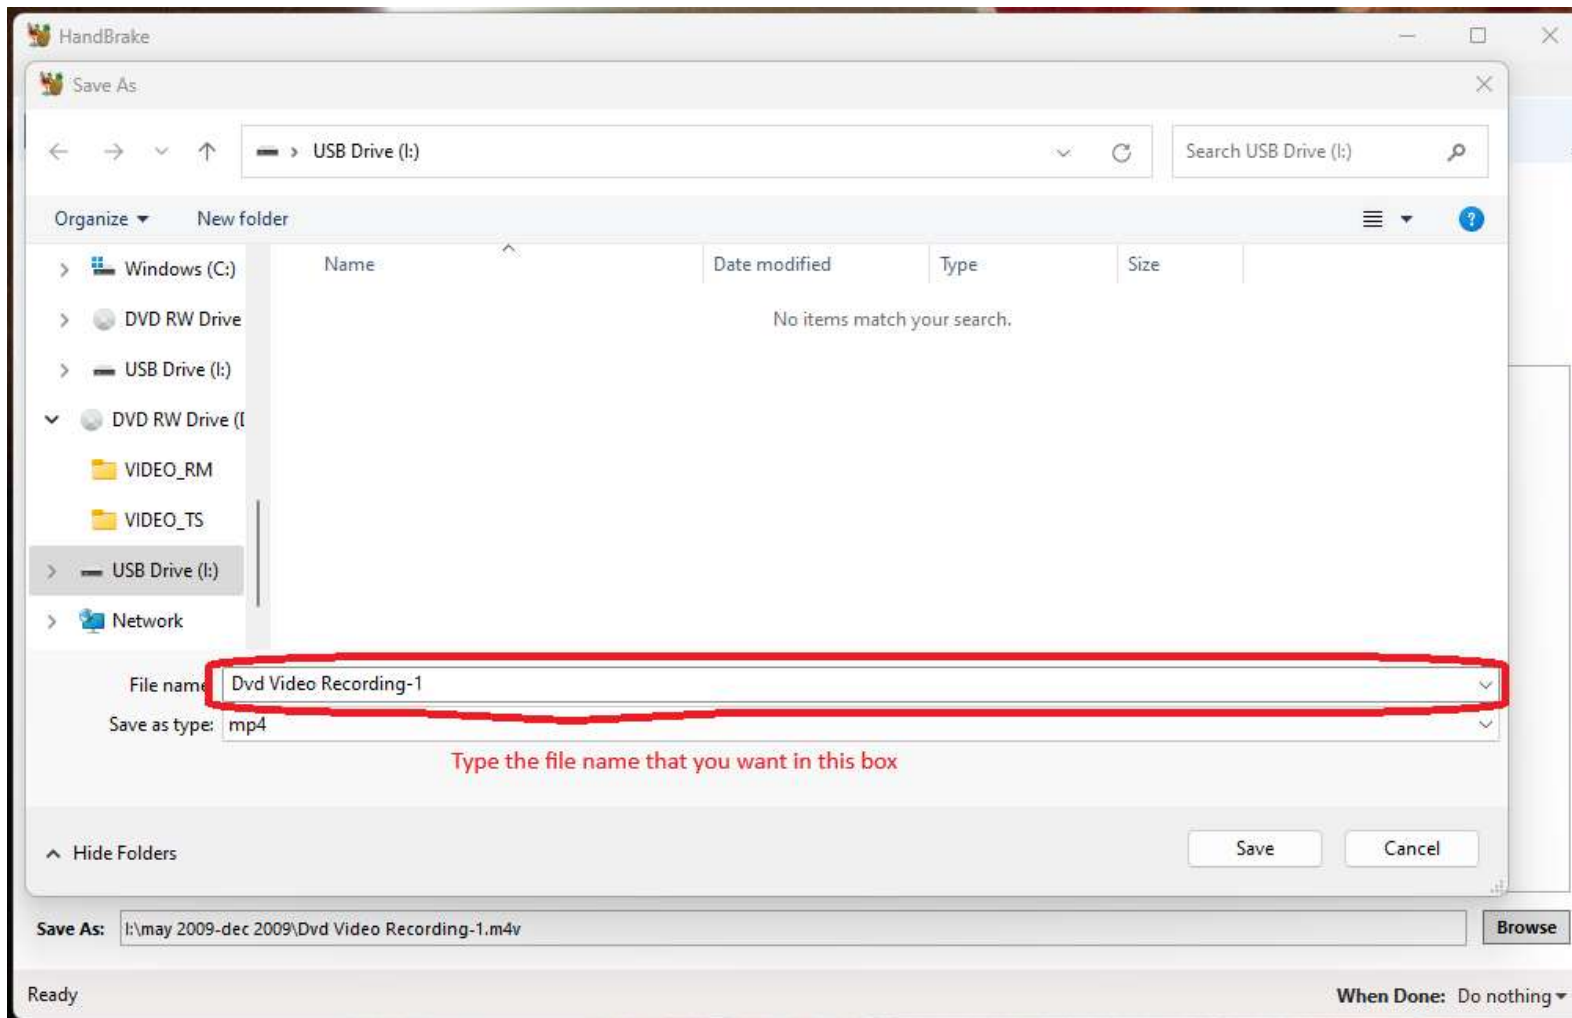 HandBrake
Save As
USB Drive (I:)
Search USB Drive (I:)
Organize
New folder
Windows (C:)
Name
Date modified
Type
Size
DVD RW Drive
No items match your search.
USB Drive (I:)
DVD RW Drive (
VIDEO_RM
VIDEO_TS
USB Drive (I:)
Network
File name
Dvd Video Recording-1
Save as type: mp4
Type the file name that you want in this box
Hide Folders
Save
Cancel
Save As: I:\may 2009-dec 2009\Dvd Video Recording-1.m4v
Browse
Ready
When Done: Do nothing